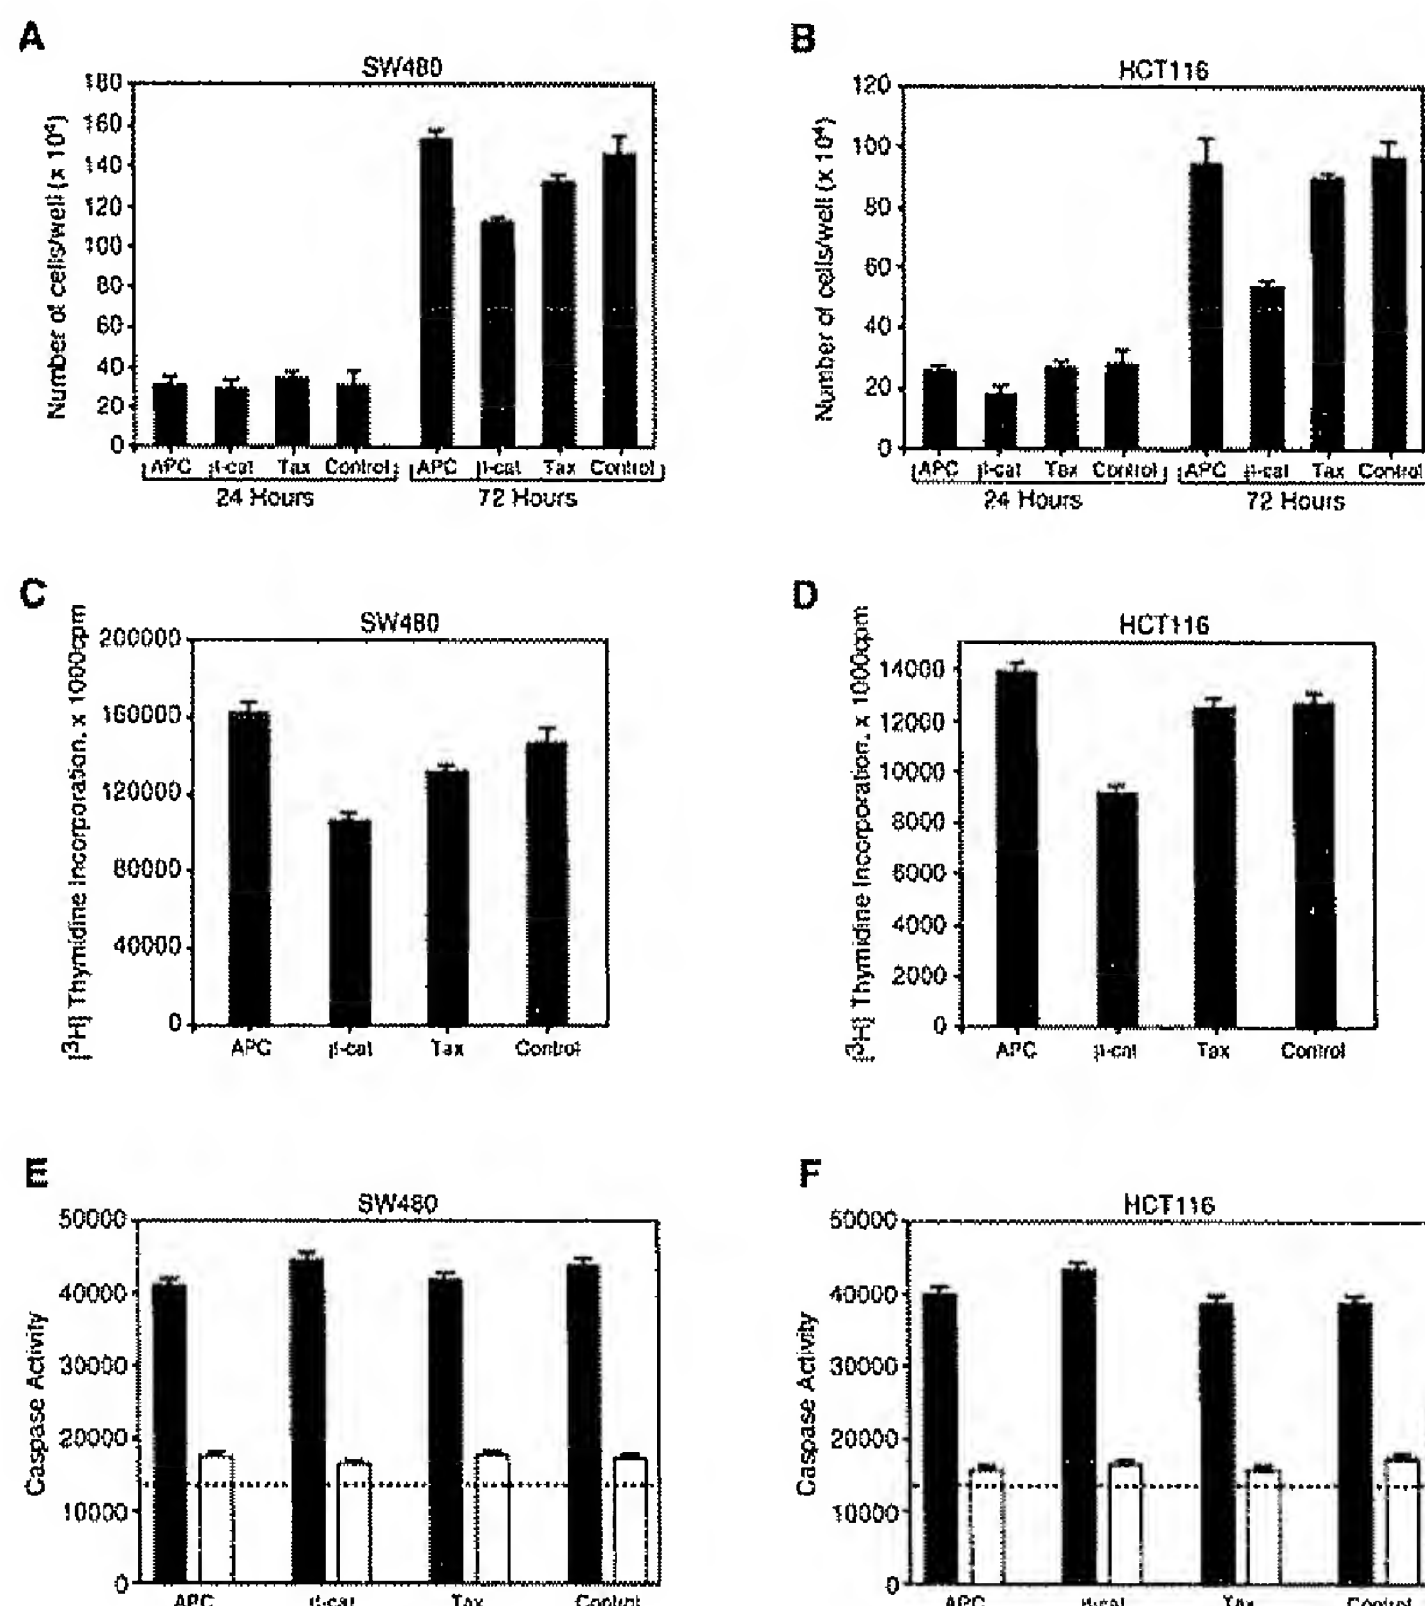 A
SW480
Number of cells/well (x 10⁴)
180
160
140
120
100
80
60
40
20
0
APC β-cat Tax Control APC β-cat Tax Control
24 Hours 72 Hours
B
HCT116
Number of cells/well (x 10⁴)
120
100
80
60
40
20
0
APC β-cat Tax Control APC β-cat Tax Control
24 Hours 72 Hours
C
SW480
[³H] Thymidine Incorporation, x 1000cpm
200000
160000
120000
80000
40000
0
APC β-cat Tax Control
D
HCT116
[³H] Thymidine Incorporation, x 1000cpm
14000
12000
10000
8000
6000
4000
2000
0
APC β-cat Tax Control
E
SW480
Caspase Activity
50000
40000
30000
20000
10000
0
APC β-cat Tax Control
F
HCT116
Caspase Activity
50000
40000
30000
20000
10000
0
APC β-cat Tax Control